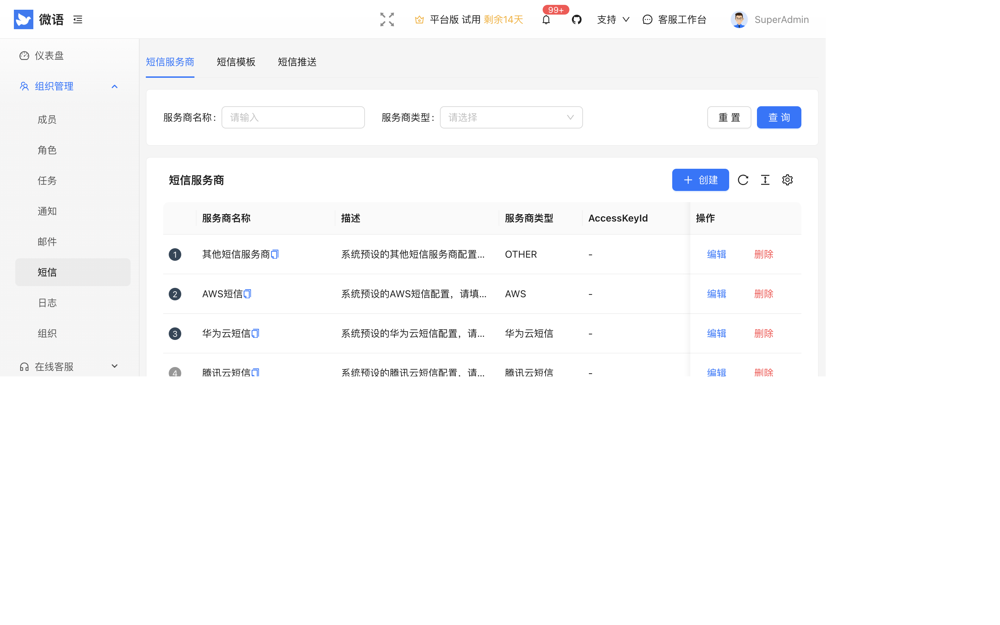 微语
平台版 试用 剩余14天
99+
支持
客服工作台
SuperAdmin
仪表盘
组织管理
成员
角色
任务
通知
邮件
短信
日志
组织
在线客服
短信服务商 短信模板 短信推送
服务商名称: 请输入 服务商类型: 请选择 重置 查询
短信服务商 创建
服务商名称 描述 服务商类型 AccessKeyId 操作
1 其他短信服务商 系统预设的其他短信服务商配置... OTHER - 编辑 删除
2 AWS短信 系统预设的AWS短信配置，请填... AWS - 编辑 删除
3 华为云短信 系统预设的华为云短信配置，请... 华为云短信 - 编辑 删除
4 腾讯云短信 系统预设的腾讯云短信配置，请... 腾讯云短信 - 编辑 删除